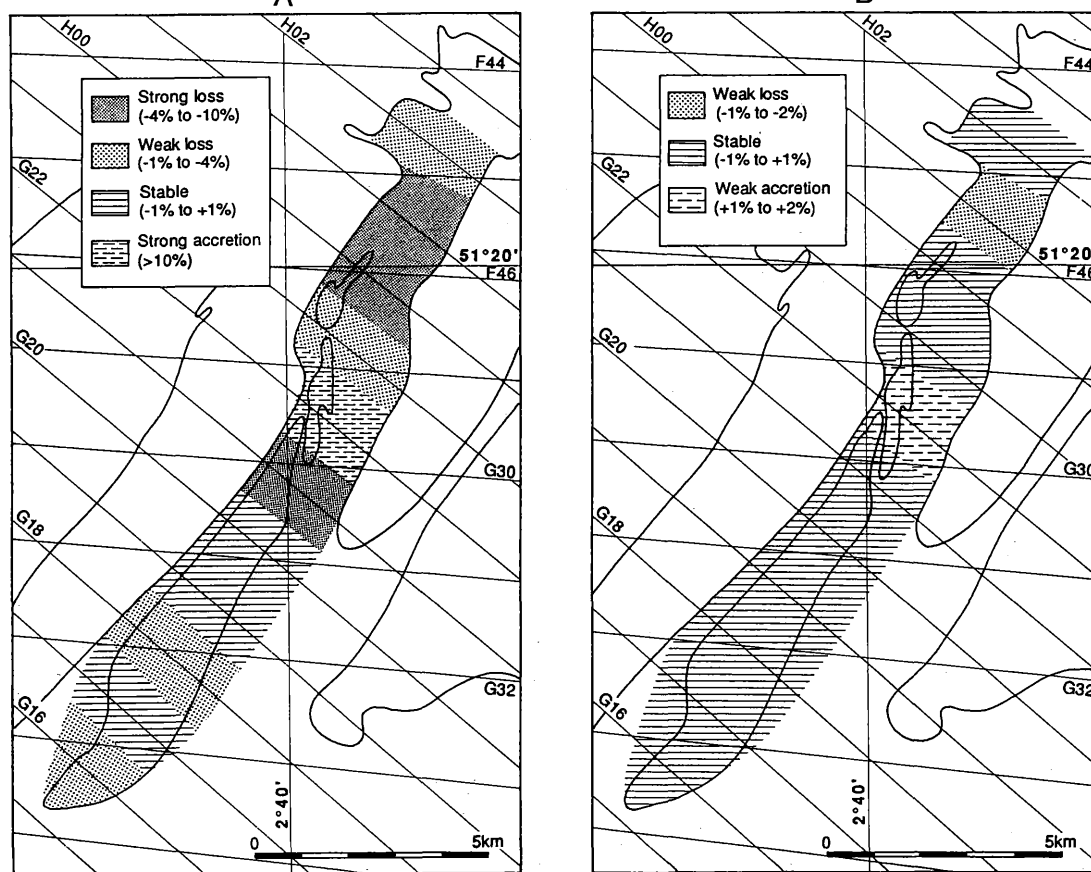 A
H00
H02
F44
Strong loss
(-4% to -10%)
Weak loss
(-1% to -4%)
Stable
(-1% to +1%)
Strong accretion
(>10%)
G22
51°20'
F46
G20
G30
G18
G32
G16
2°40'
0
5km
B
H00
H02
F44
Weak loss
(-1% to -2%)
Stable
(-1% to +1%)
Weak accretion
(+1% to +2%)
G22
51°20
F46
G20
G30
G18
G32
G16
2°40'
0
5km